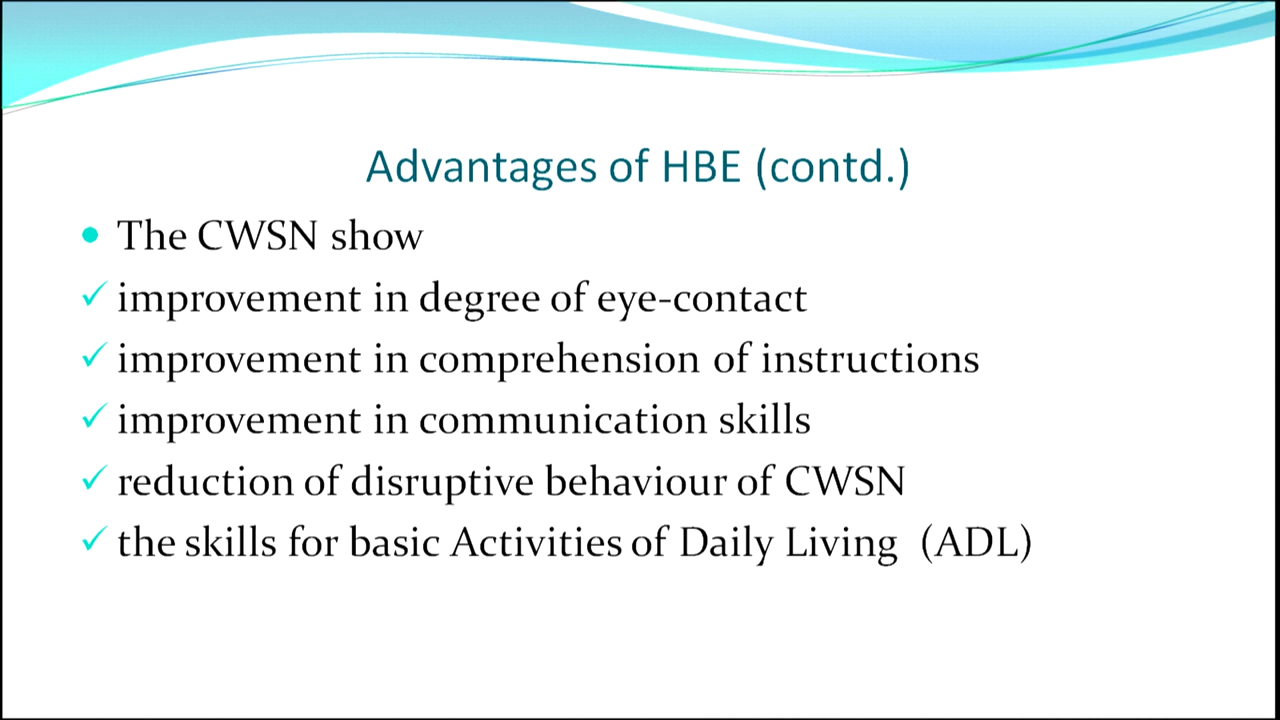 Advantages of HBE (contd.)
The CWSN show
improvement in degree of eye-contact
improvement in comprehension of instructions
improvement in communication skills
reduction of disruptive behaviour of CWSN
the skills for basic Activities of Daily Living (ADL)